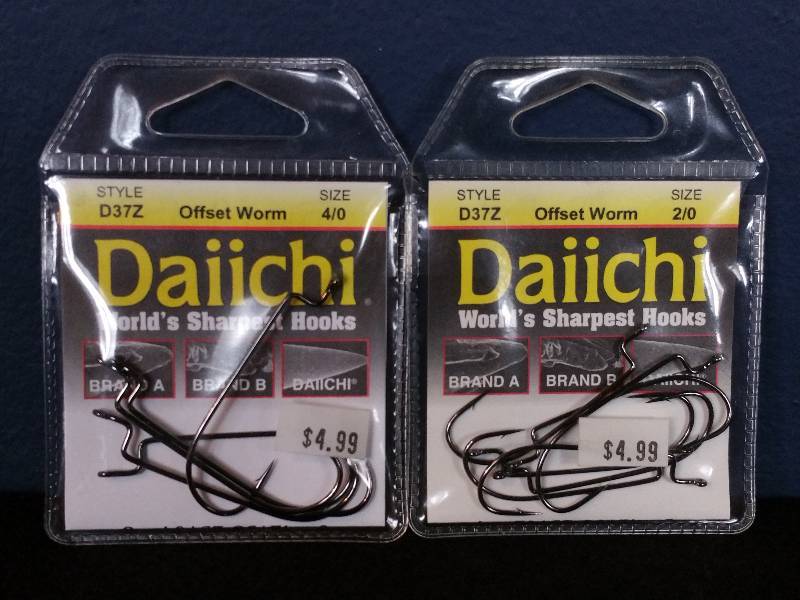 STYLE SIZE
D37Z Offset Worm 4/0
Daiichi
World's Sharpest Hooks
BRAND A BRAND B DAIICHI®
$4.99
STYLE SIZE
D37Z Offset Worm 2/0
Daiichi
World's Sharpest Hooks
BRAND A BRAND B DAIICHI®
$4.99